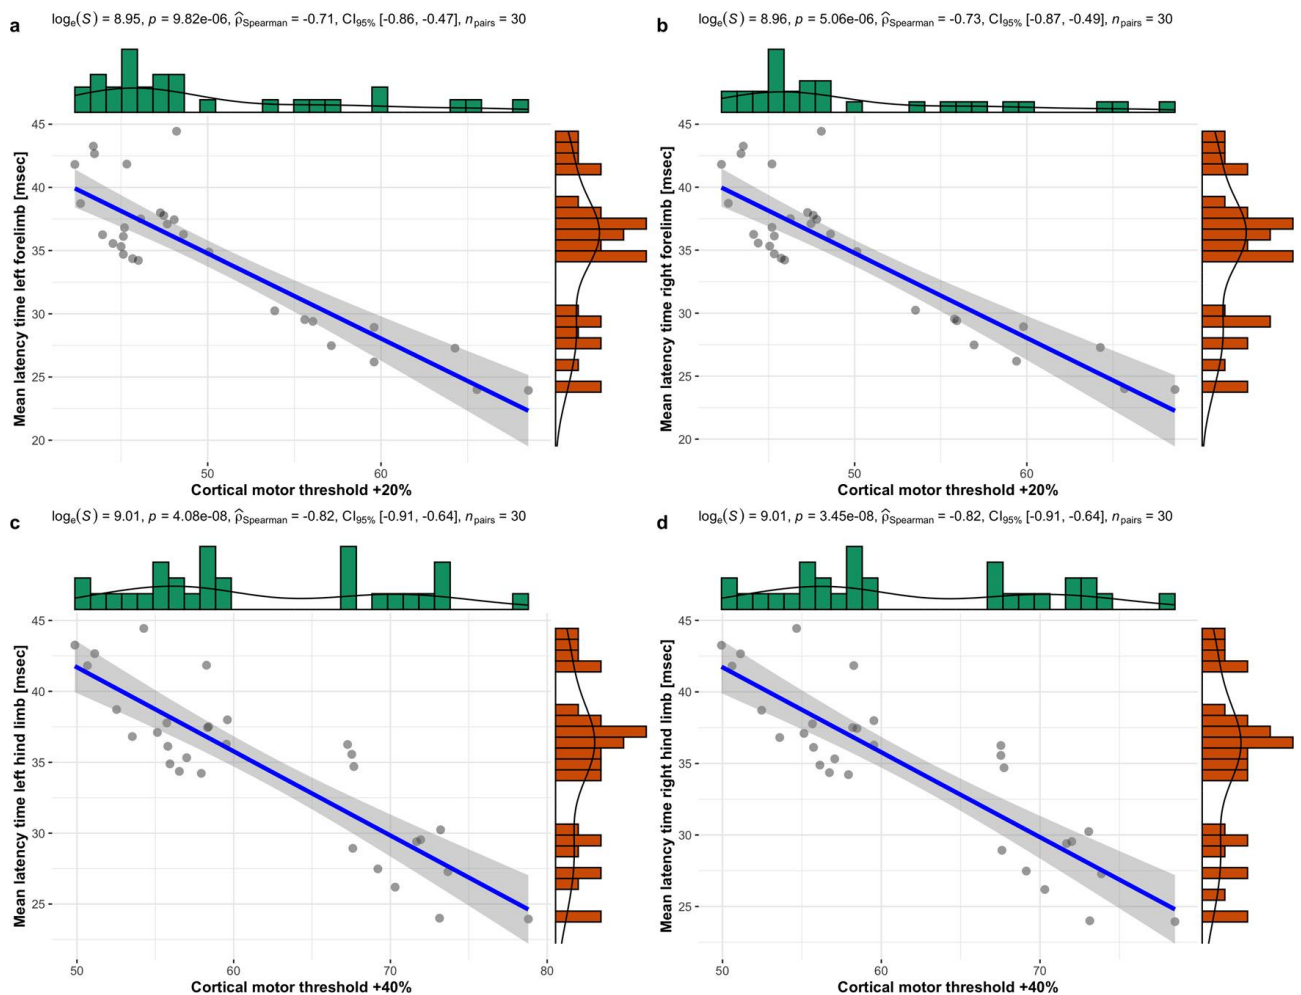 a
logₑ(S) = 8.95, p = 9.82e-06, ρ̂Spearman = -0.71, CI95% [-0.86, -0.47], npairs = 30
45
40
35
30
25
20
Mean latency time left forelimb [msec]
50 60
Cortical motor threshold +20%
b
logₑ(S) = 8.96, p = 5.06e-06, ρ̂Spearman = -0.73, CI95% [-0.87, -0.49], npairs = 30
45
40
35
30
25
20
Mean latency time right forelimb [msec]
50 60
Cortical motor threshold +20%
c
logₑ(S) = 9.01, p = 4.08e-08, ρ̂Spearman = -0.82, CI95% [-0.91, -0.64], npairs = 30
45
40
35
30
25
Mean latency time left hind limb [msec]
50 60 70 80
Cortical motor threshold +40%
d
logₑ(S) = 9.01, p = 3.45e-08, ρ̂Spearman = -0.82, CI95% [-0.91, -0.64], npairs = 30
45
40
35
30
25
Mean latency time right hind limb [msec]
50 60 70
Cortical motor threshold +40%